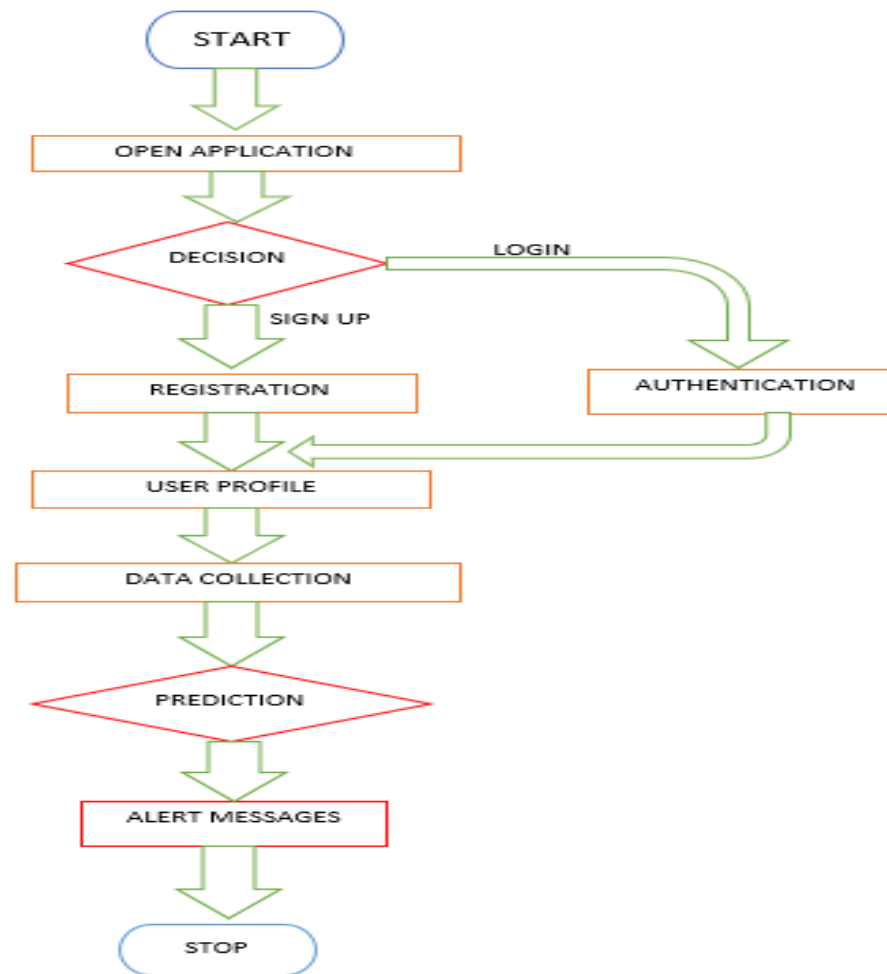 START
OPEN APPLICATION
DECISION
LOGIN
SIGN UP
REGISTRATION
AUTHENTICATION
USER PROFILE
DATA COLLECTION
PREDICTION
ALERT MESSAGES
STOP